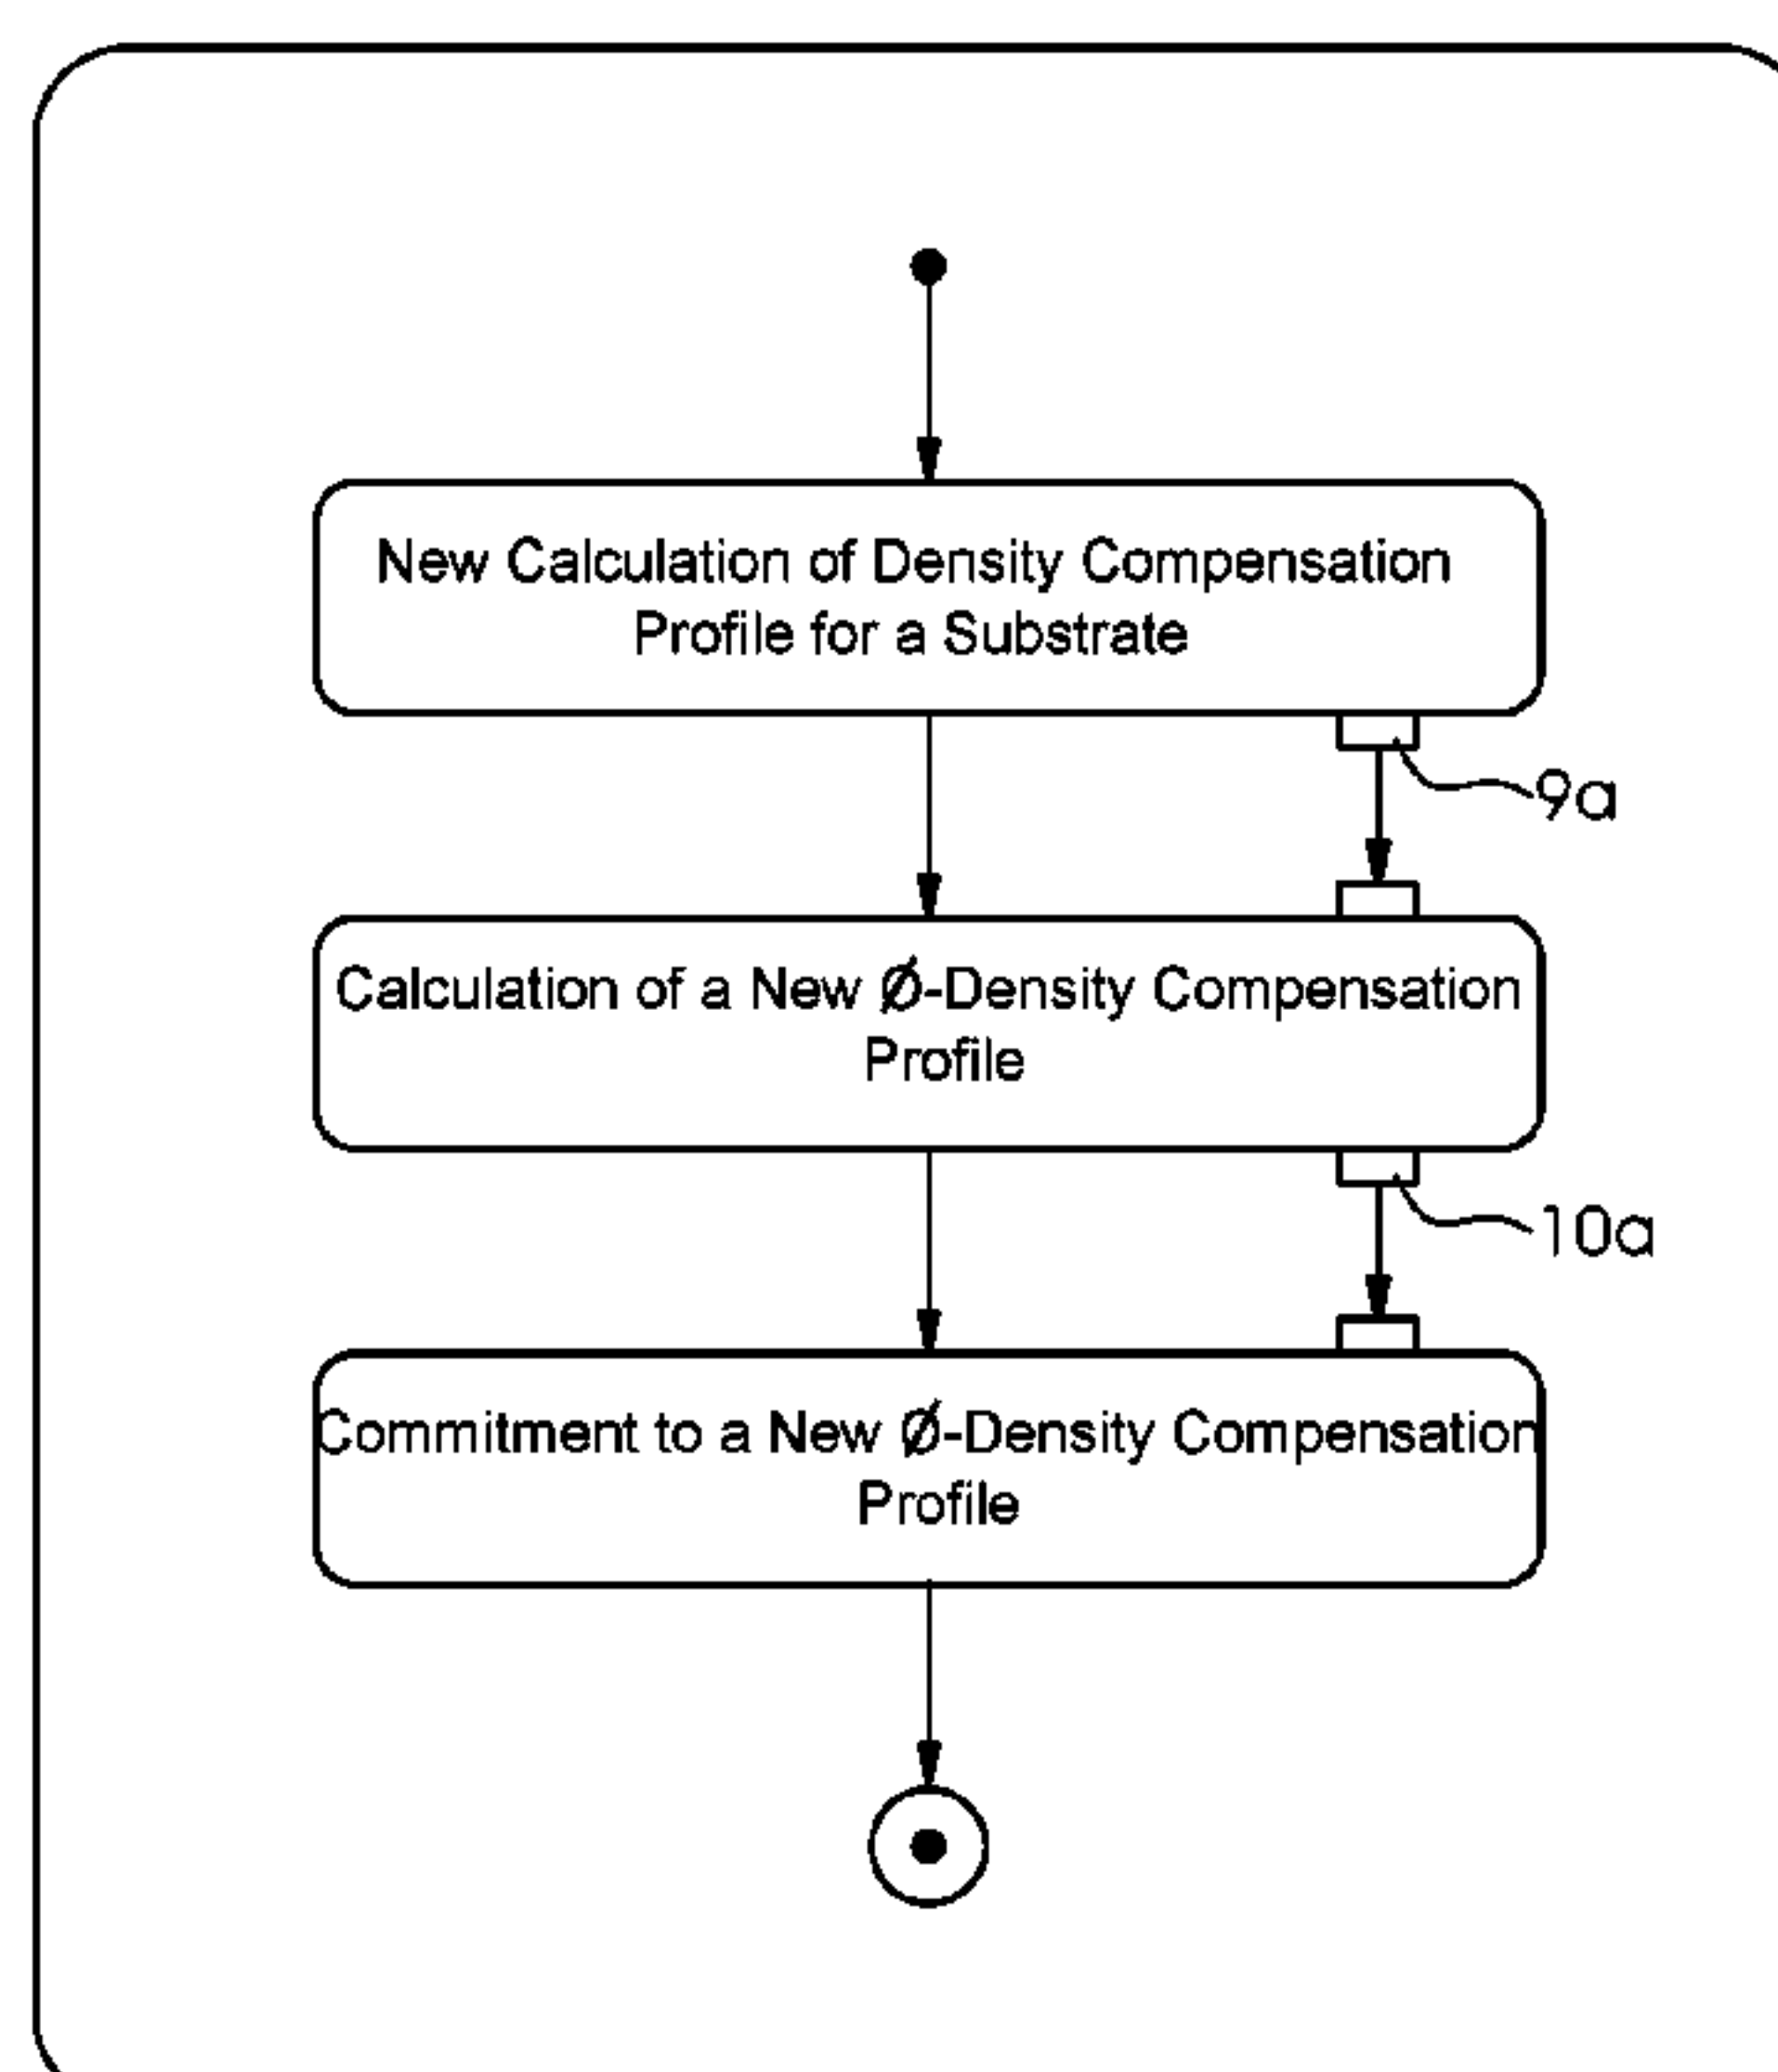 New Calculation of Density Compensation
Profile for a Substrate
9a
Calculation of a New Ø-Density Compensation
Profile
10a
Commitment to a New Ø-Density Compensation
Profile